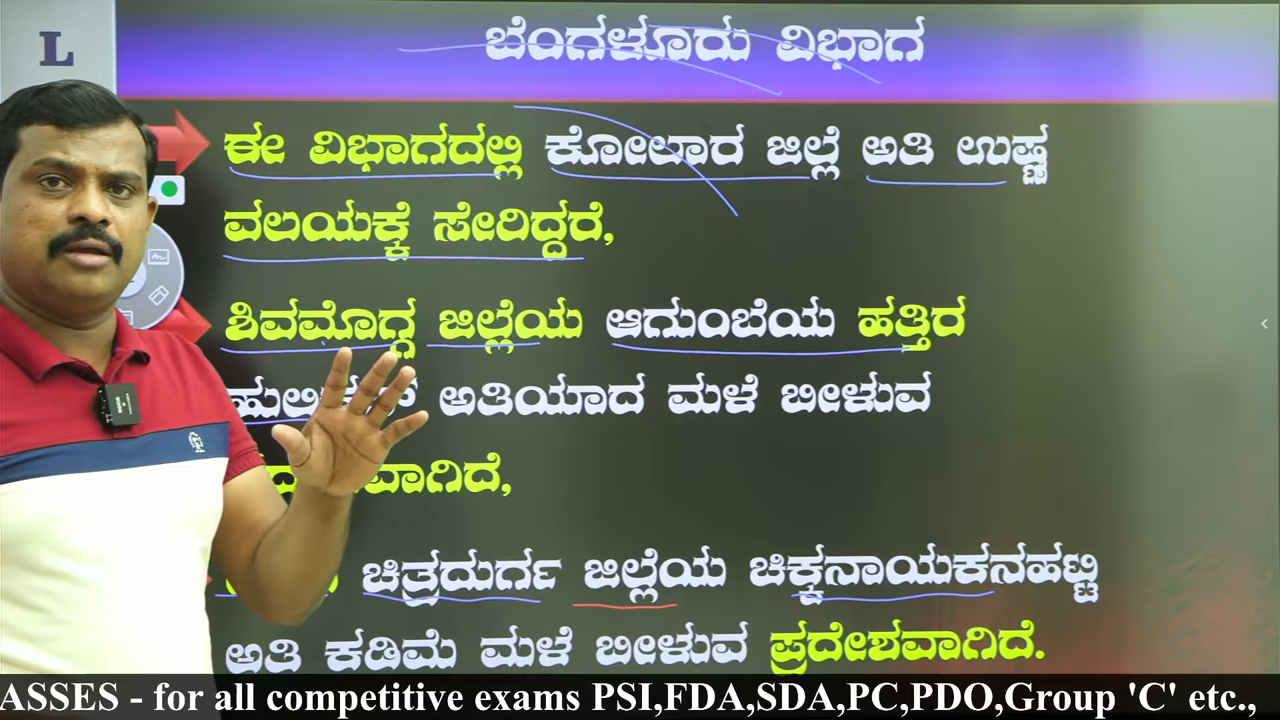 L
ಬೆಂಗಳೂರು ವಿಭಾಗ
ಈ ವಿಭಾಗದಲ್ಲಿ ಕೋಲಾರ ಜಿಲ್ಲೆ ಅತಿ ಉಷ್ಣ
ವಲಯಕ್ಕೆ ಸೇರಿದ್ದರೆ,
ಶಿವಮೊಗ್ಗ ಜಿಲ್ಲೆಯ ಆಗುಂಬೆಯ ಹತ್ತಿರ
ಅತಿಯಾದ ಮಳೆ ಬೀಳುವ
ಚಿತ್ರದುರ್ಗ ಜಿಲ್ಲೆಯ ಚಿಕ್ಕನಾಯಕನಹಟ್ಟಿ
ಅತಿ ಕಡಿಮೆ ಮಳೆ ಬೀಳುವ ಪ್ರದೇಶವಾಗಿದೆ.
ASSES - for all competitive exams PSI,FDA,SDA,PC,PDO,Group 'C' etc.,